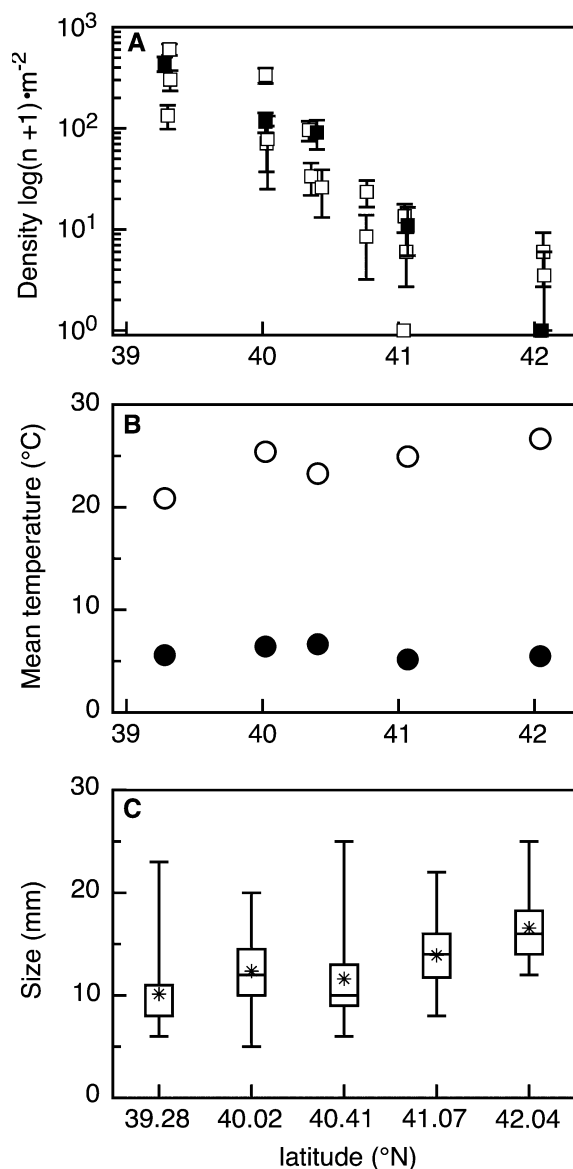 A
10³
10²
10¹
10⁰
Density log(n +1)•m⁻²
39 40 41 42
B
30
20
10
0
Mean temperature (°C)
39 40 41 42
C
30
20
10
0
Size (mm)
39.28 40.02 40.41 41.07 42.04
latitude (°N)